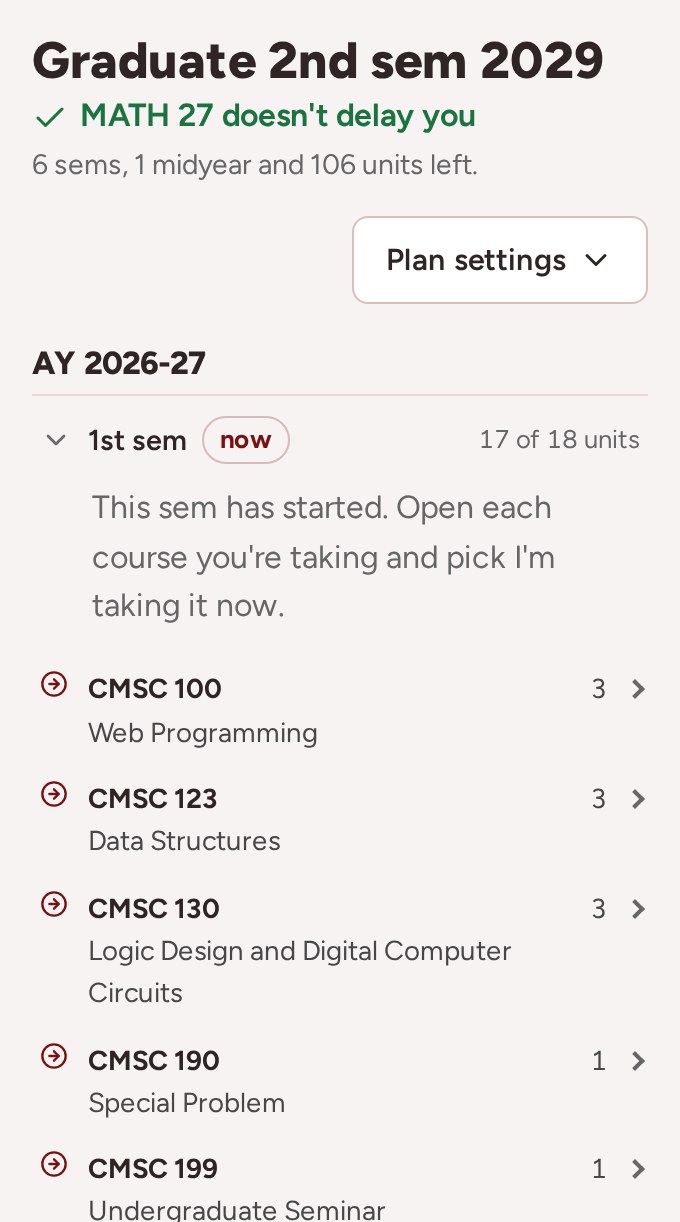 Graduate 2nd sem 2029
MATH 27 doesn't delay you
6 sems, 1 midyear and 106 units left.
Plan settings
AY 2026-27
1st sem now 17 of 18 units
This sem has started. Open each
course you're taking and pick I'm
taking it now.
CMSC 100 3
Web Programming
CMSC 123 3
Data Structures
CMSC 130 3
Logic Design and Digital Computer
Circuits
CMSC 190 1
Special Problem
CMSC 199 1
Undergraduate Seminar